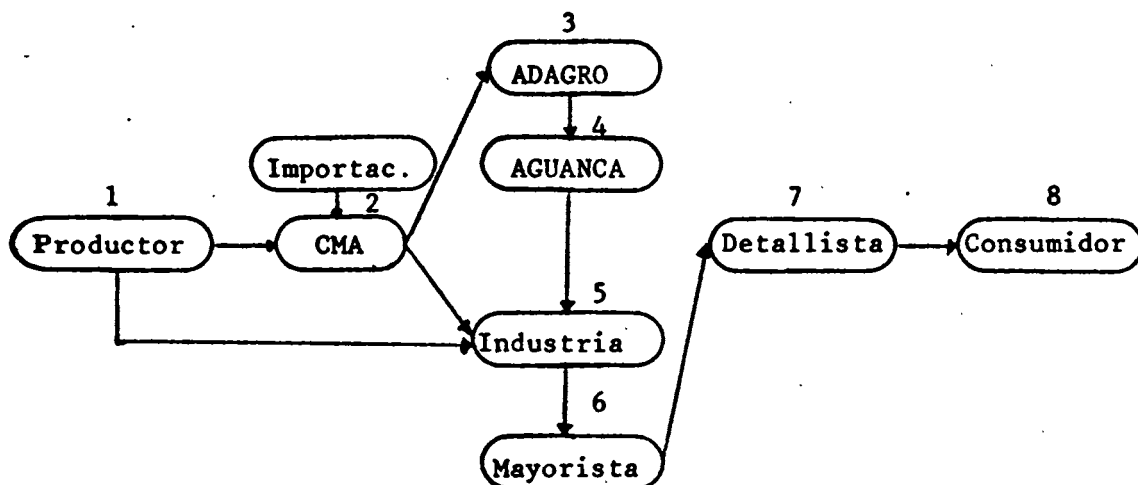 3
ADAGRO
4
AGUANCA
Importac.
1
Productor
2
CMA
7
Detallista
8
Consumidor
5
Industria
6
Mayorista